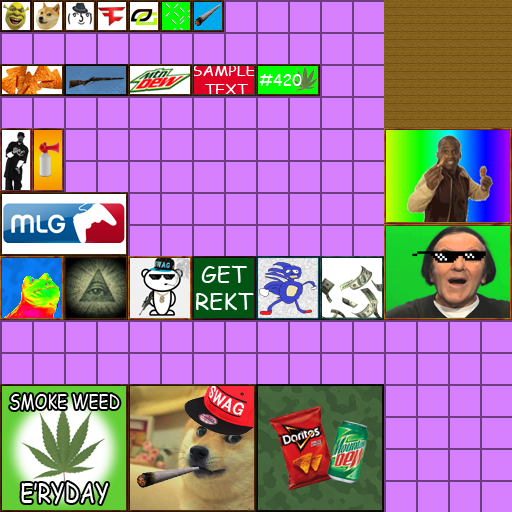 Mtn
DEW
SAMPLE
TEXT
#420
MLG
SWAG
GET
REKT
SMOKE WEED
E'RYDAY
SWAG
Doritos
Mountain
DEW